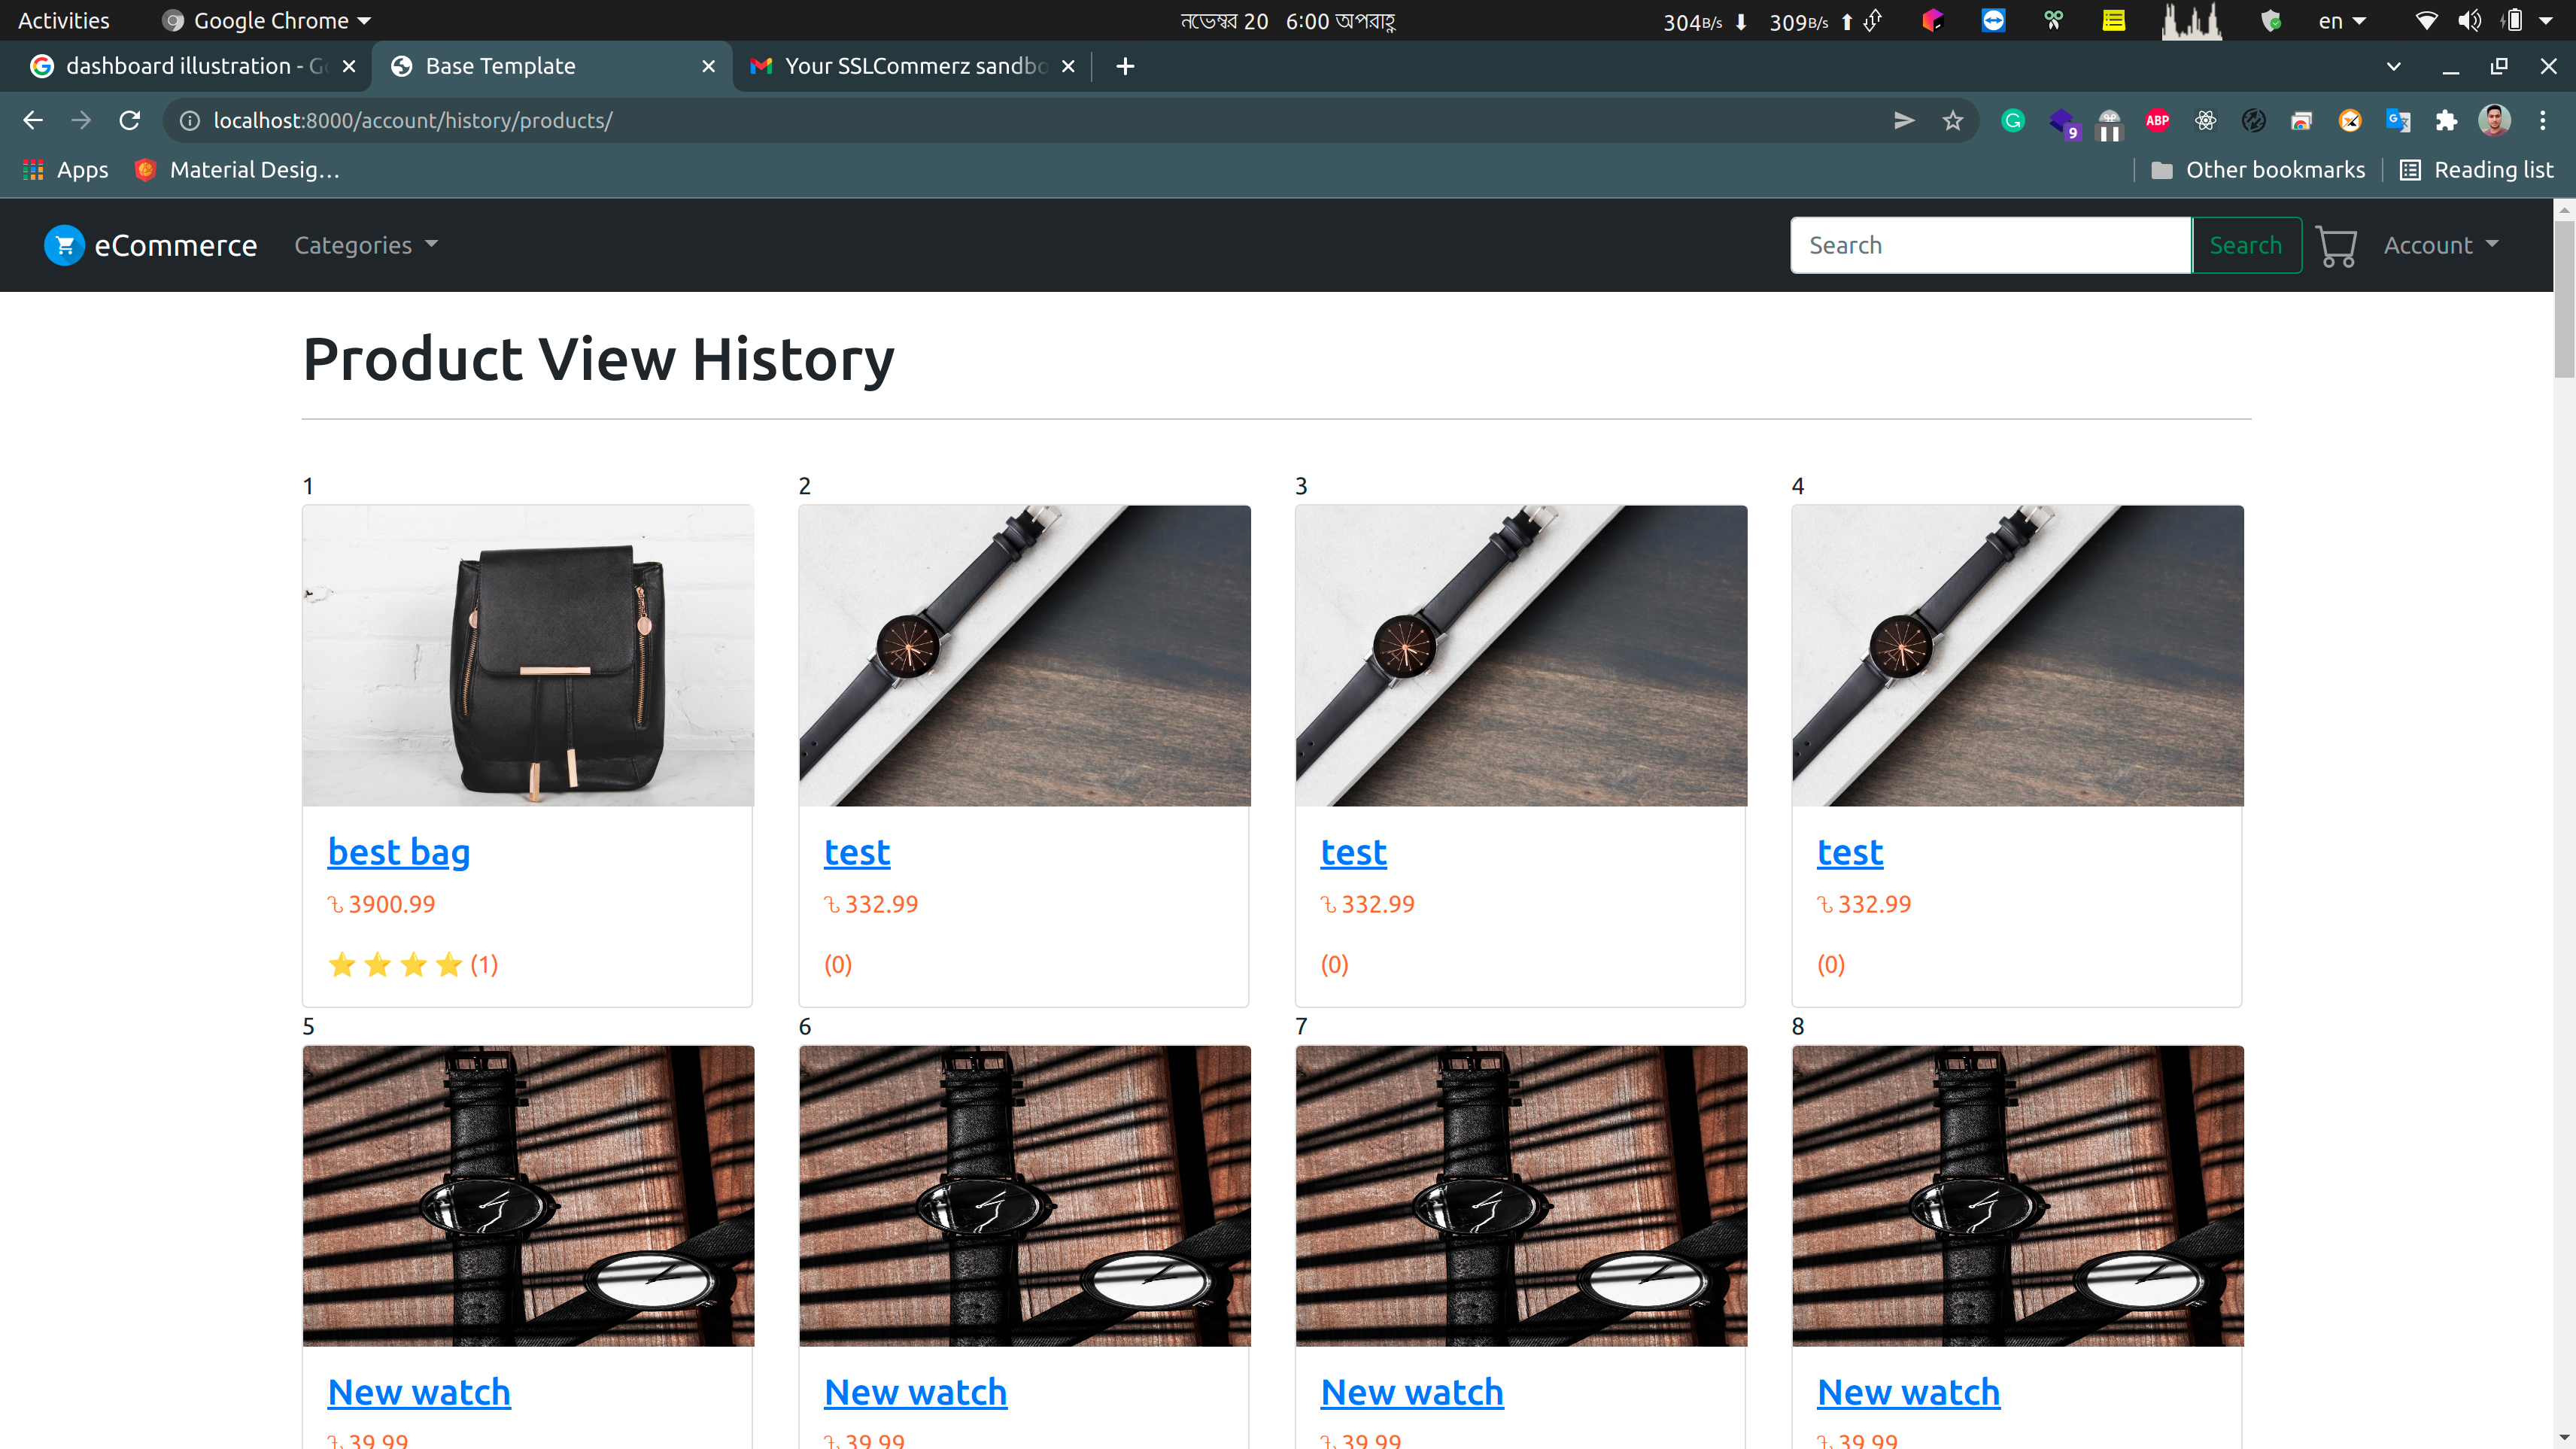 Activities Google Chrome নভেম্বর 20 6:00 অপরাহ্ণ 304B/s 309B/s en
dashboard illustration - Go Base Template Your SSLCommerz sandbo
localhost:8000/account/history/products/ 9 ABP
Apps Material Desig... Other bookmarks Reading list
eCommerce Categories Search Search Account
Product View History
1 2 3 4
best bag test test test
৳ 3900.99 ৳ 332.99 ৳ 332.99 ৳ 332.99
(1) (0) (0) (0)
5 6 7 8
New watch New watch New watch New watch
৳ 39.99 ৳ 39.99 ৳ 39.99 ৳ 39.99